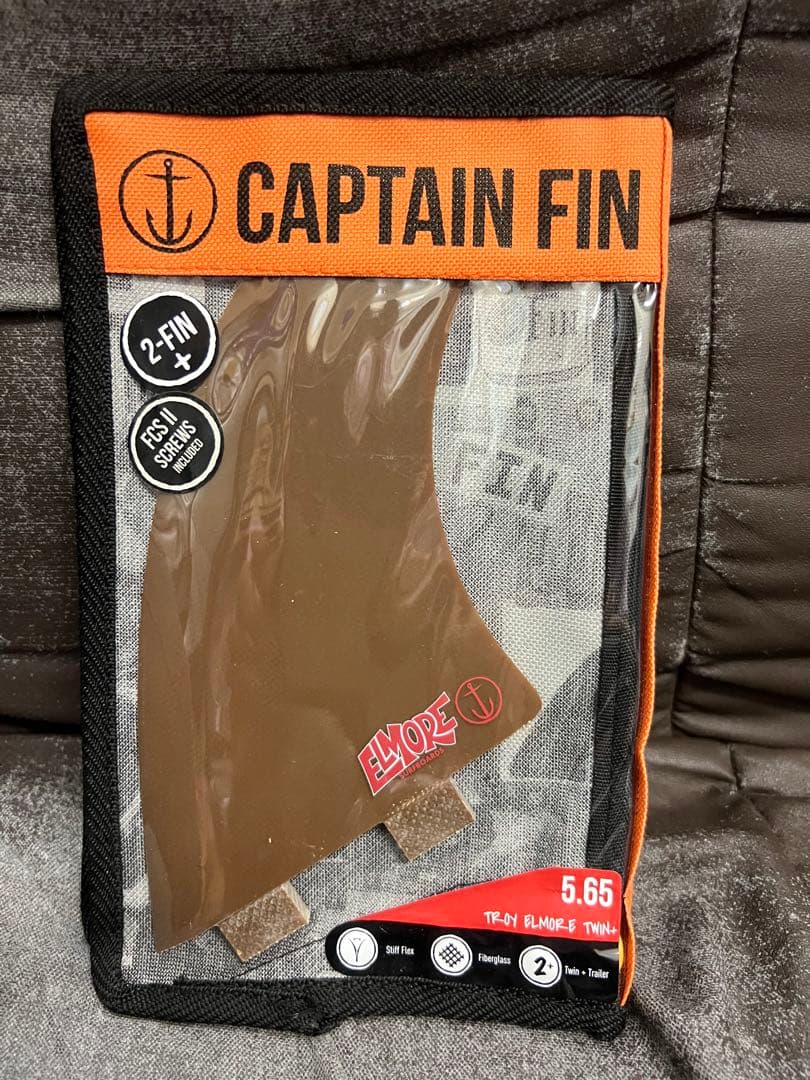 CAPTAIN FIN
2-FIN
+
FCS II
SCREWS
INCLUDED
FIN
FIN
ELMORE
SURFBOARDS
5.65
TROY ELMORE TWIN+
Stiff Flex
Fiberglass
2+
Twin + Trailer